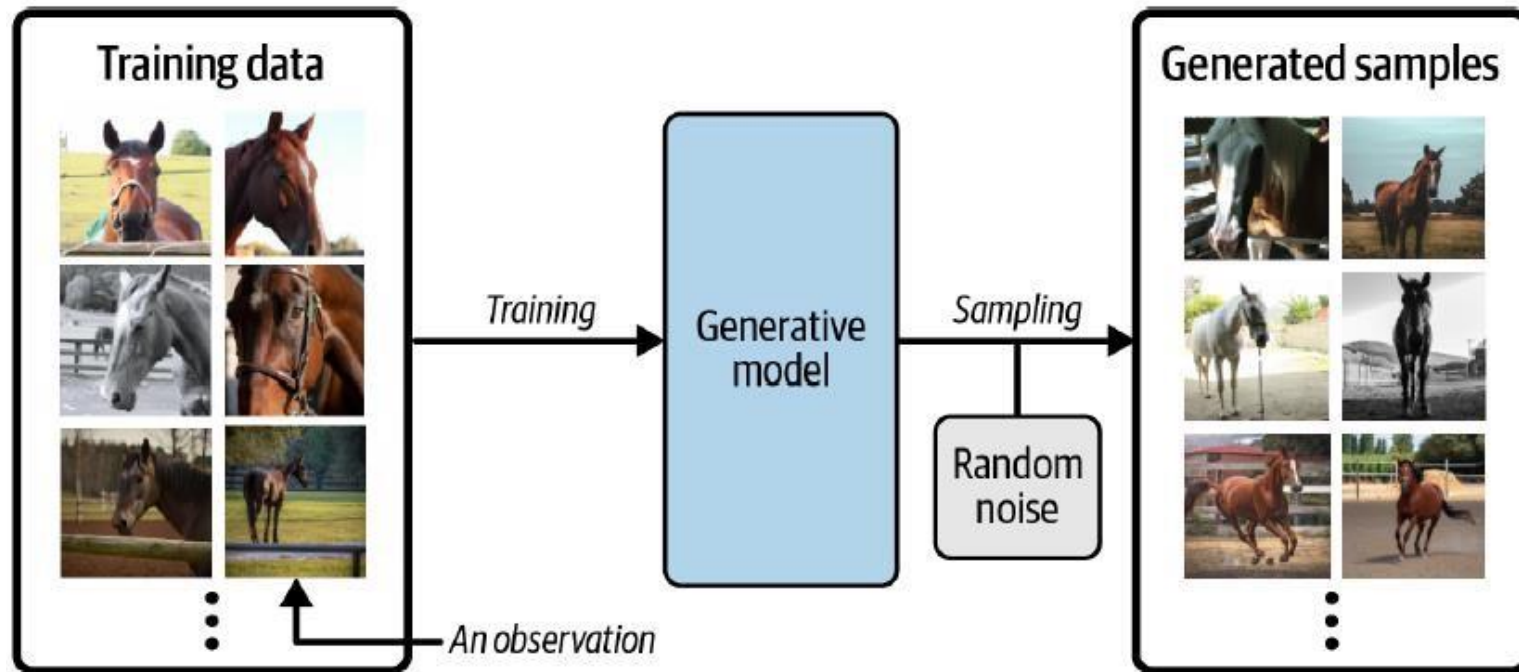 Training data
Generated samples
Training
Generative
model
Sampling
Random
noise
An observation